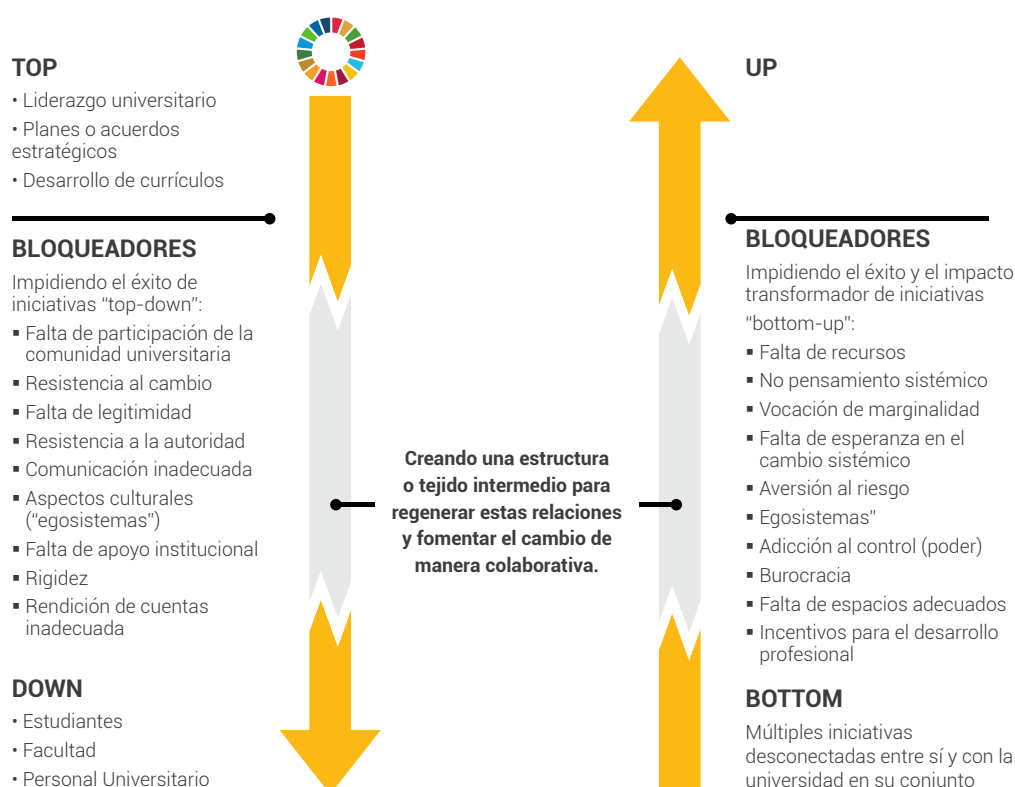 TOP
• Liderazgo universitario
• Planes o acuerdos
estratégicos
• Desarrollo de currículos
BLOQUEADORES
Impidiendo el éxito de
iniciativas “top-down”:
▪ Falta de participación de la
comunidad universitaria
▪ Resistencia al cambio
▪ Falta de legitimidad
▪ Resistencia a la autoridad
▪ Comunicación inadecuada
▪ Aspectos culturales
(“egosistemas”)
▪ Falta de apoyo institucional
▪ Rigidez
▪ Rendición de cuentas
inadecuada
DOWN
• Estudiantes
• Facultad
• Personal Universitario
Creando una estructura
o tejido intermedio para
regenerar estas relaciones
y fomentar el cambio de
manera colaborativa.
UP
BLOQUEADORES
Impidiendo el éxito y el impacto
transformador de iniciativas
“bottom-up”:
▪ Falta de recursos
▪ No pensamiento sistémico
▪ Vocación de marginalidad
▪ Falta de esperanza en el
cambio sistémico
▪ Aversión al riesgo
▪ Egosistemas”
▪ Adicción al control (poder)
▪ Burocracia
▪ Falta de espacios adecuados
▪ Incentivos para el desarrollo
profesional
BOTTOM
Múltiples iniciativas
desconectadas entre sí y con la
universidad en su conjunto